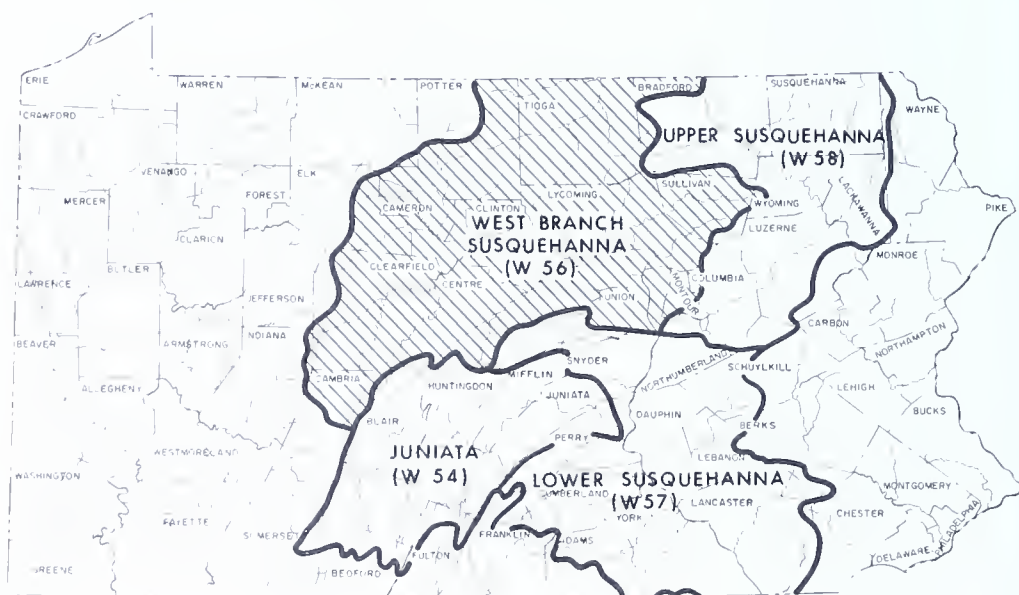 ERIE
WARREN
McKEAN
POTTER
BRADFORD
SUSQUEHANNA
TIOGA
WAYNE
CRAWFORD
UPPER SUSQUEHANNA
(W 58)
VENANGO
ELK
SULLIVAN
LACKAWANNA
MERCER
FOREST
CAMERON
CLINTON
LYCOMING
WYOMING
PIKE
WEST BRANCH
SUSQUEHANNA
(W 56)
CLARION
LUZERNE
MONROE
BUTLER
CLEARFIELD
CENTRE
COLUMBIA
LAWRENCE
JEFFERSON
UNION
MONTOUR
CARBON
BEAVER
ARMSTRONG
INDIANA
NORTHAMPTON
SNYDER
NORTHUMBERLAND
SCHUYLKILL
ALLEGHENY
CAMBRIA
HUNTINGDON
MIFFLIN
LEHIGH
JUNIATA
BLAIR
DAUPHIN
BUCKS
BERKS
PERRY
WESTMORELAND
JUNIATA
(W 54)
LEBANON
WASHINGTON
LOWER SUSQUEHANNA
(W57)
MONTGOMERY
CUMBERLAND
LANCASTER
YORK
CHESTER
PHILADELPHIA
FAYETTE
SOMERSET
FRANKLIN
ADAMS
FULTON
DELAWARE
GREENE
BEDFORD